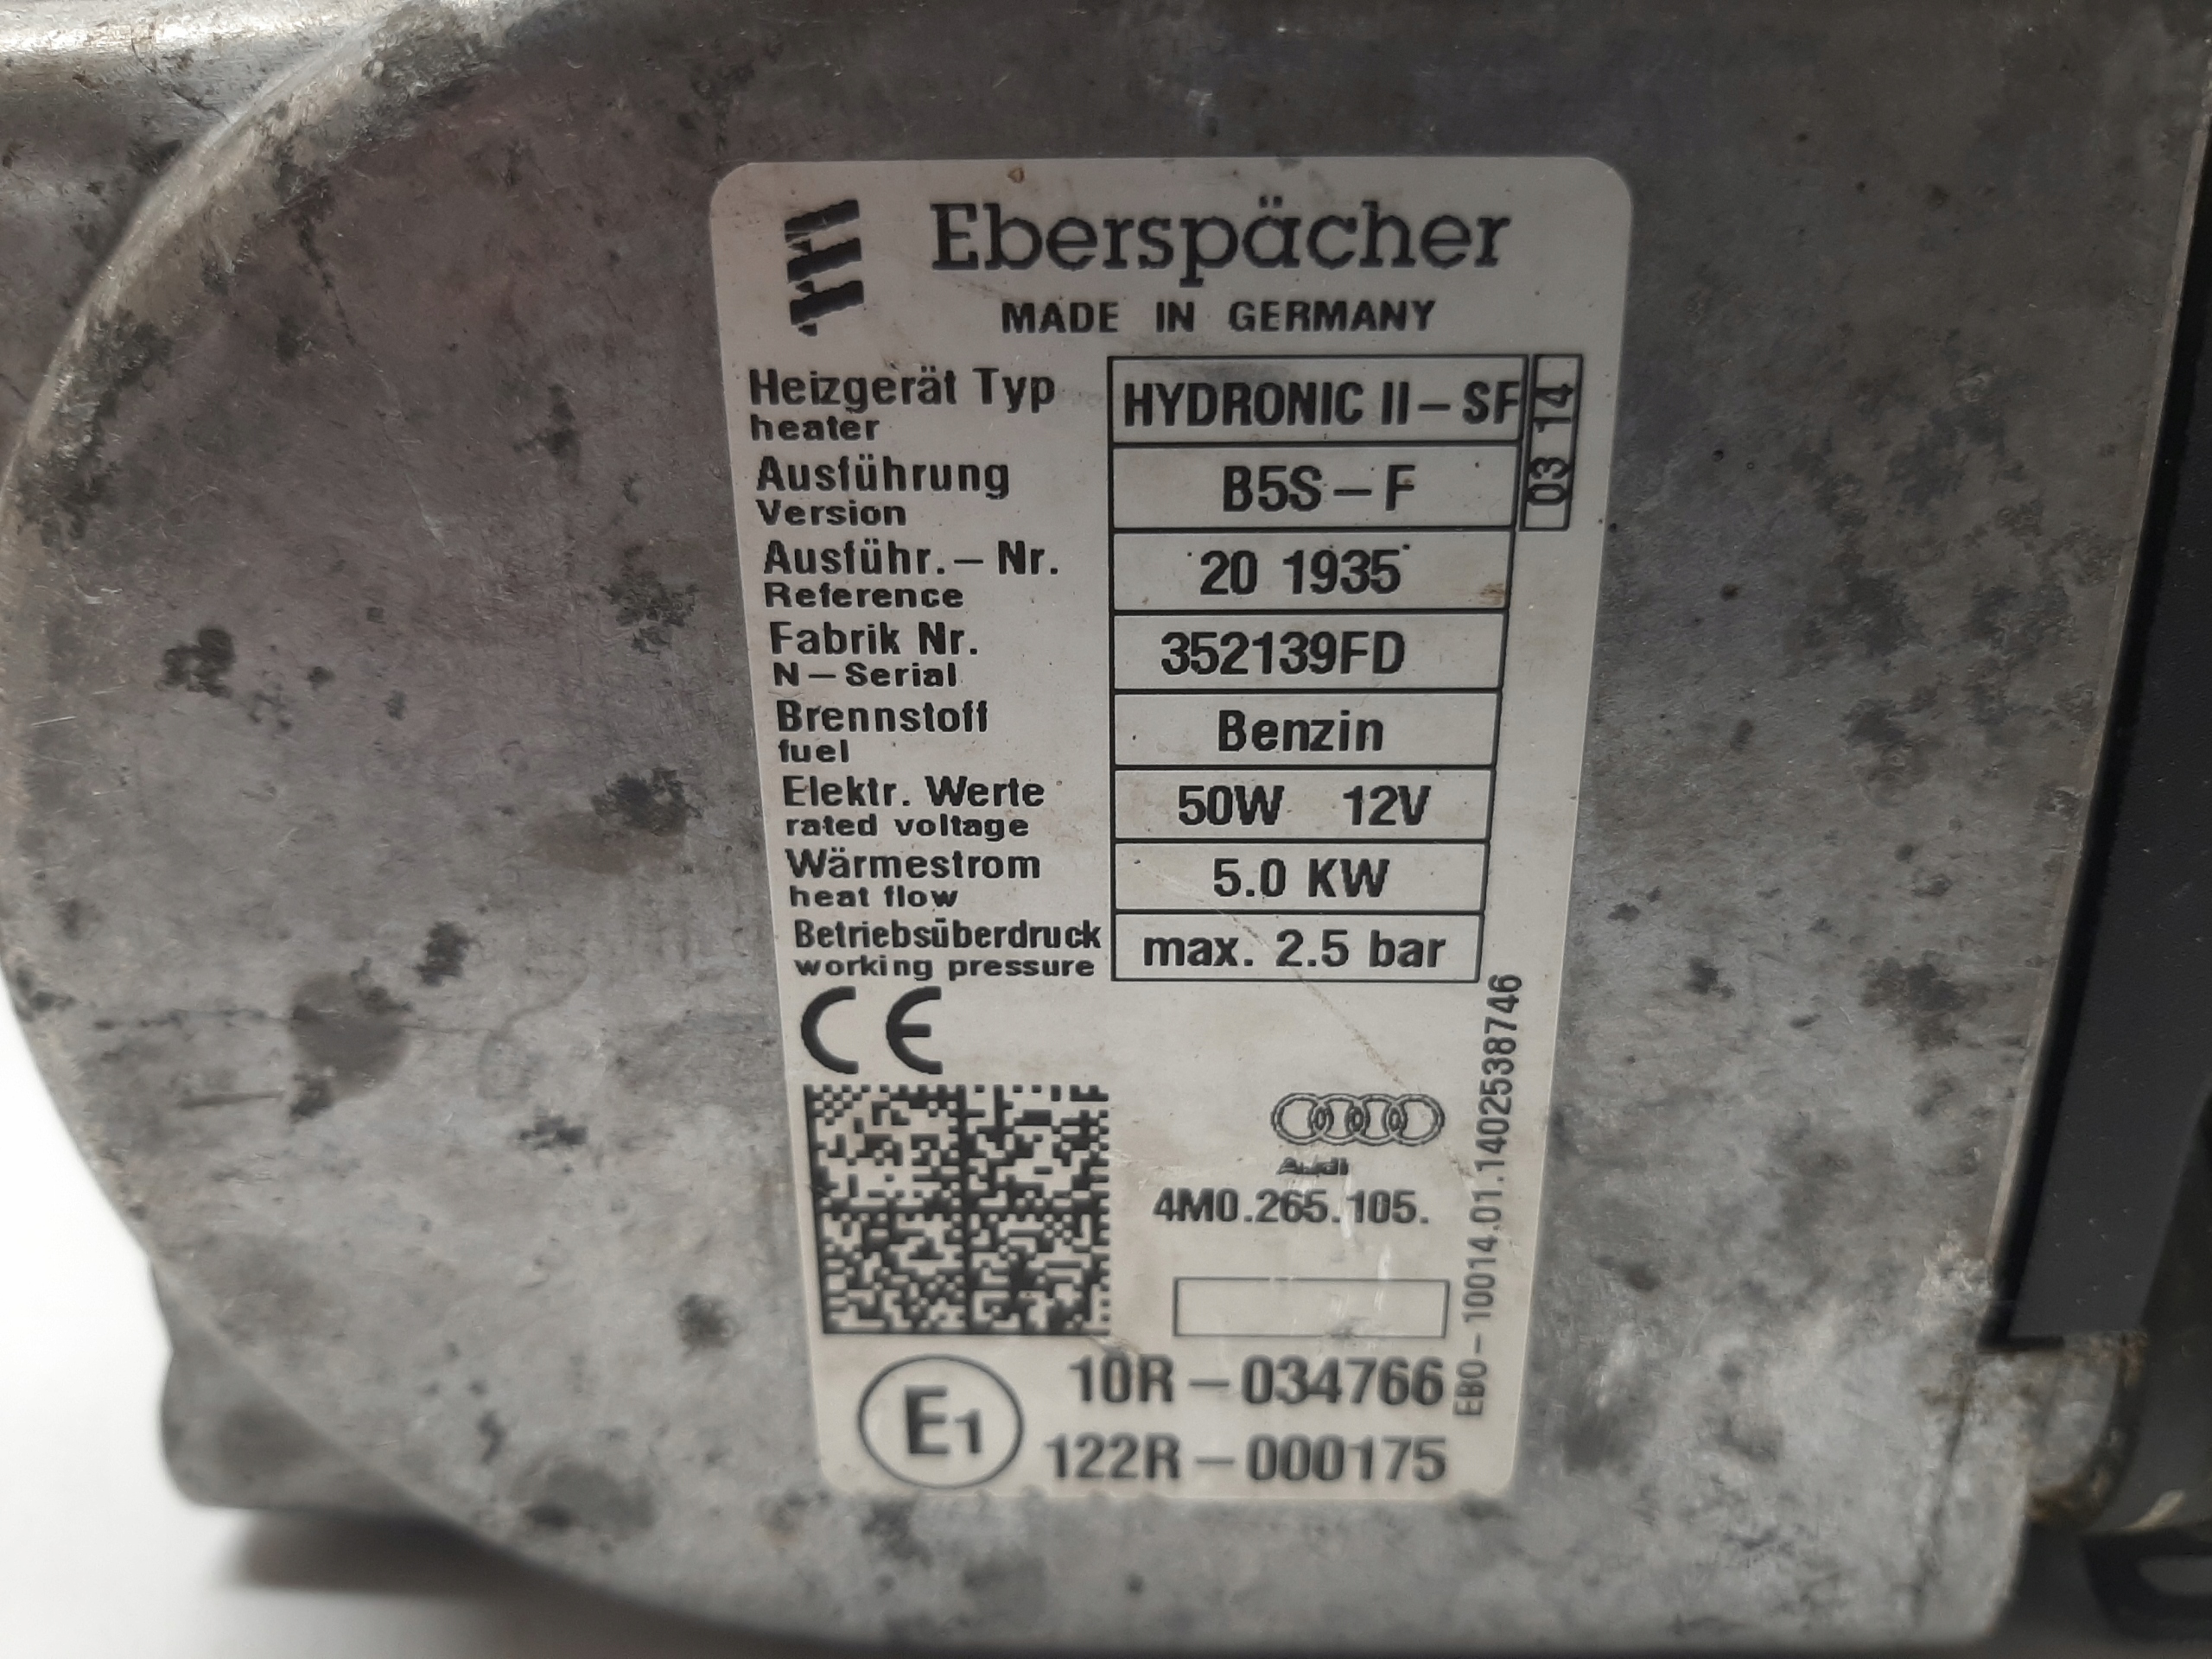 Eberspächer
MADE IN GERMANY
Heizgerät Typ HYDRONIC II – SF 03 14
heater
Ausführung B5S – F
Version
Ausführ. – Nr. 20 1935
Reference
Fabrik Nr. 352139FD
N – Serial
Brennstoff Benzin
fuel
Elektr. Werte 50W 12V
rated voltage
Wärmestrom 5.0 KW
heat flow
Betriebsüberdruck max. 2.5 bar
working pressure
CE
Audi
4M0.265.105.
EB0 – 10014.01.1402538746
E1 10R – 034766
122R – 000175